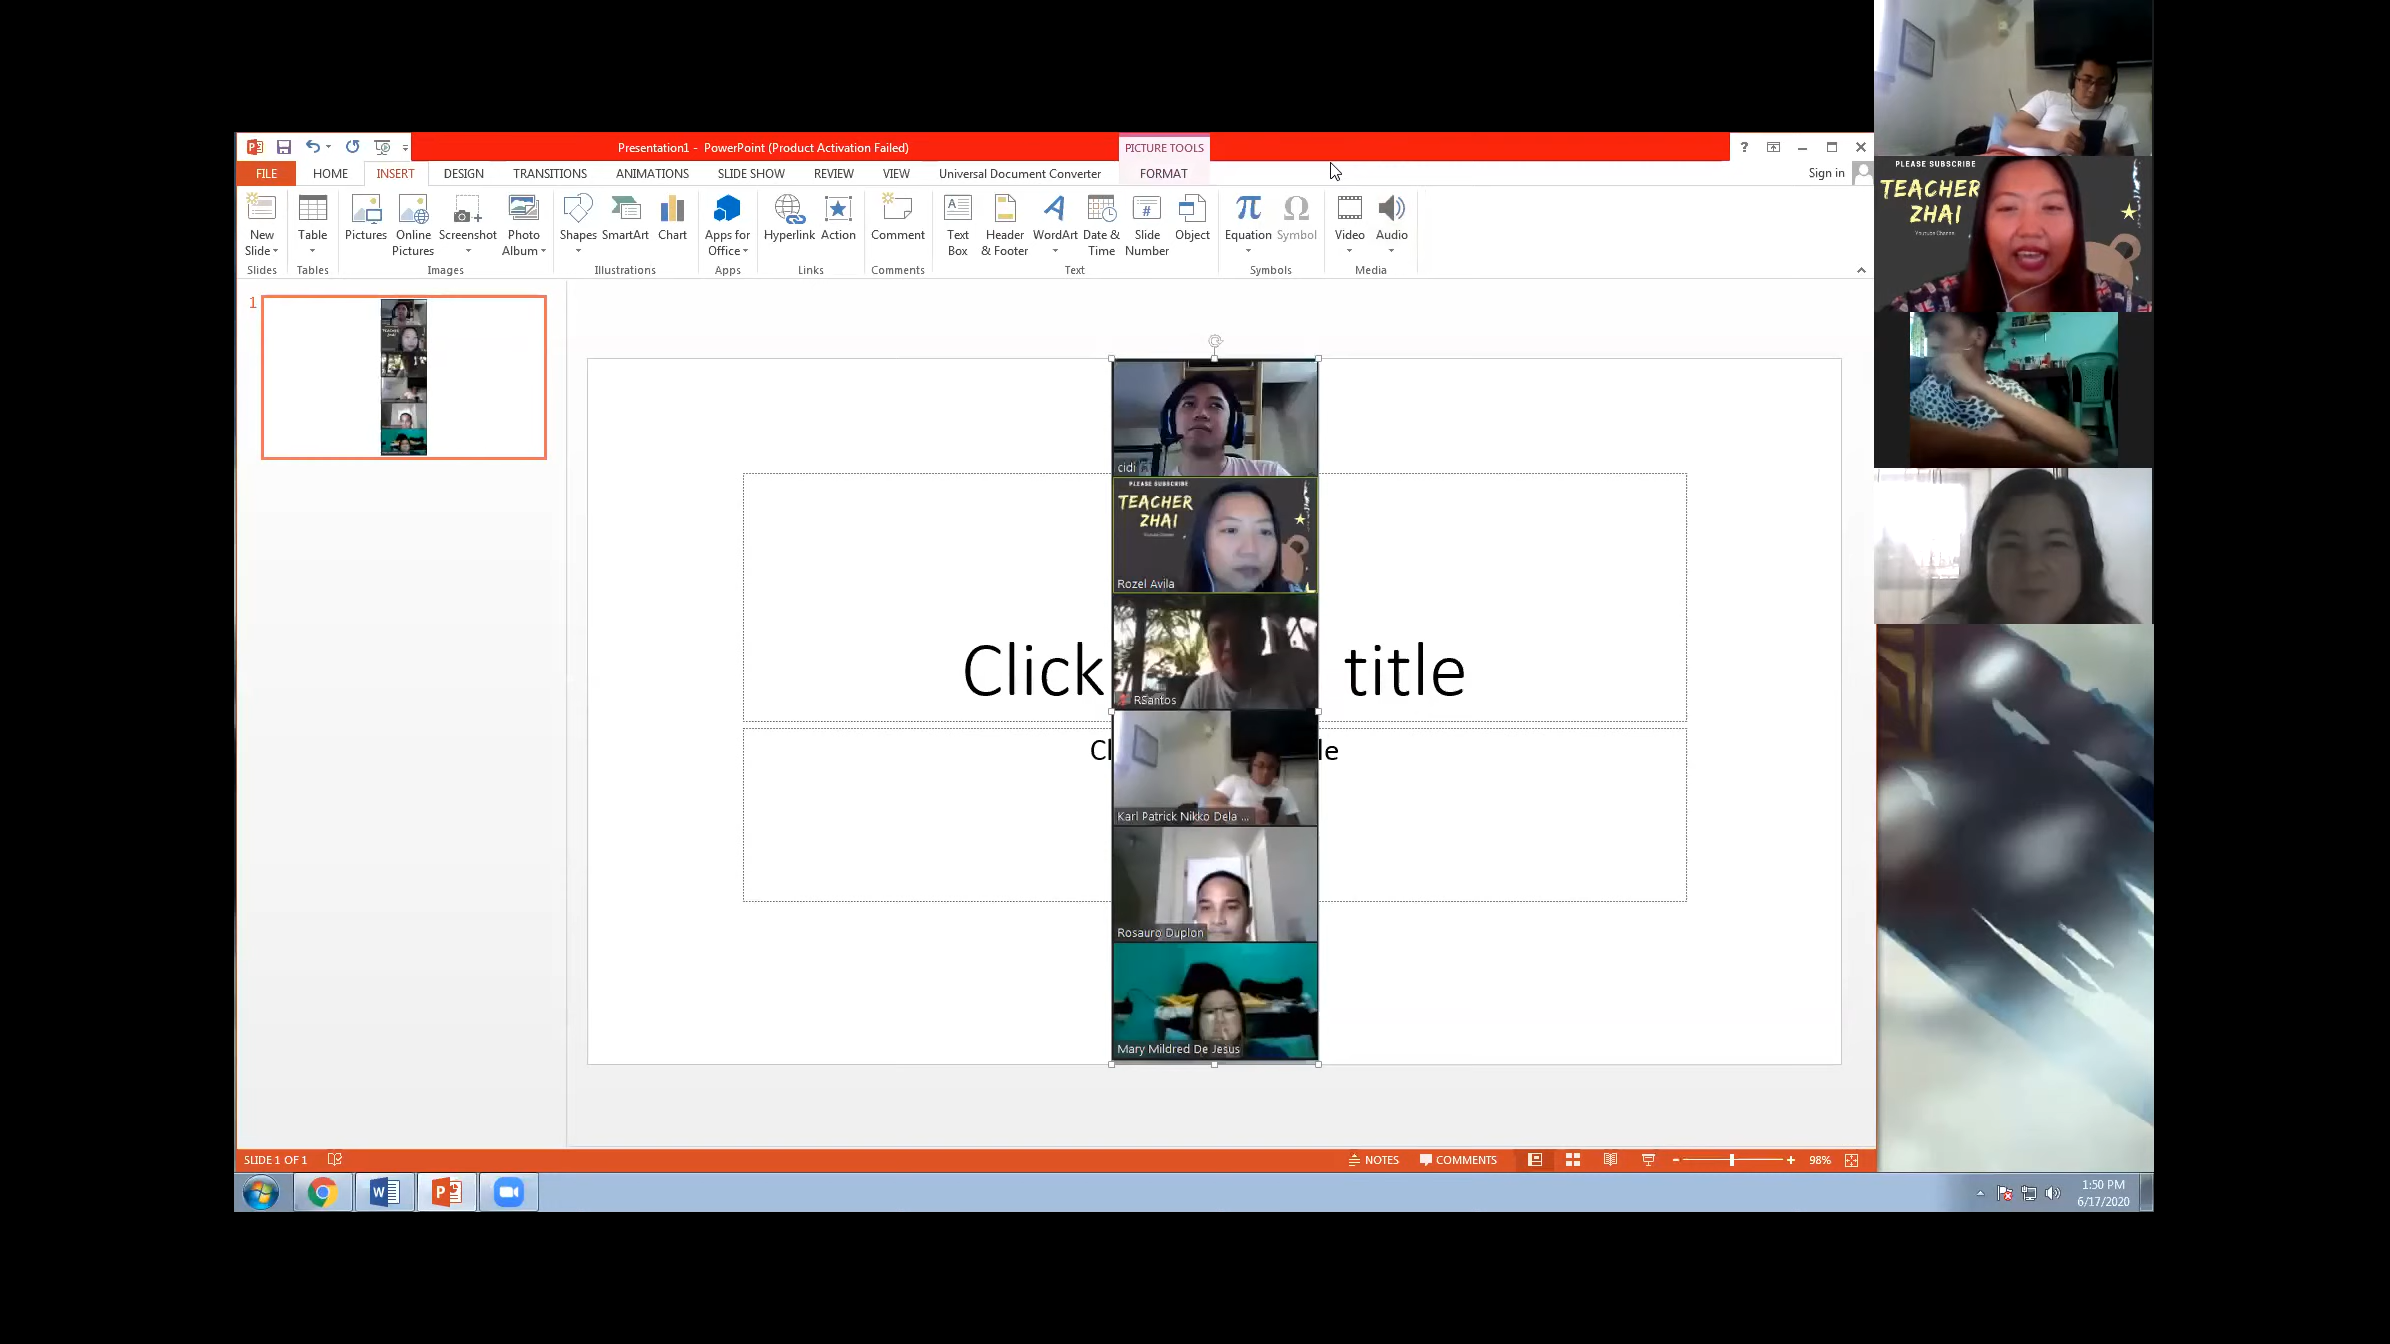 Presentation1 - PowerPoint (Product Activation Failed)
PICTURE TOOLS
FILE HOME INSERT DESIGN TRANSITIONS ANIMATIONS SLIDE SHOW REVIEW VIEW Universal Document Converter FORMAT Sign in
New Slide
Table
Pictures
Online Pictures
Screenshot
Photo Album
Shapes
SmartArt
Chart
Apps for Office
Hyperlink
Action
Comment
Text Box
Header & Footer
WordArt
Date & Time
Slide Number
Object
Equation
Symbol
Video
Audio
Slides Tables Images Illustrations Apps Links Comments Text Symbols Media
1
cidi
PLEASE SUBSCRIBE
TEACHER
ZHAI
Rozel Avila
RSantos
Click title
Cl le
Karl Patrick Nikko Dela ...
Rosauro Duplon
Mary Mildred De Jesus
PLEASE SUBSCRIBE
TEACHER
ZHAI
Youtube Channel
SLIDE 1 OF 1
NOTES COMMENTS 98%
1:50 PM
6/17/2020